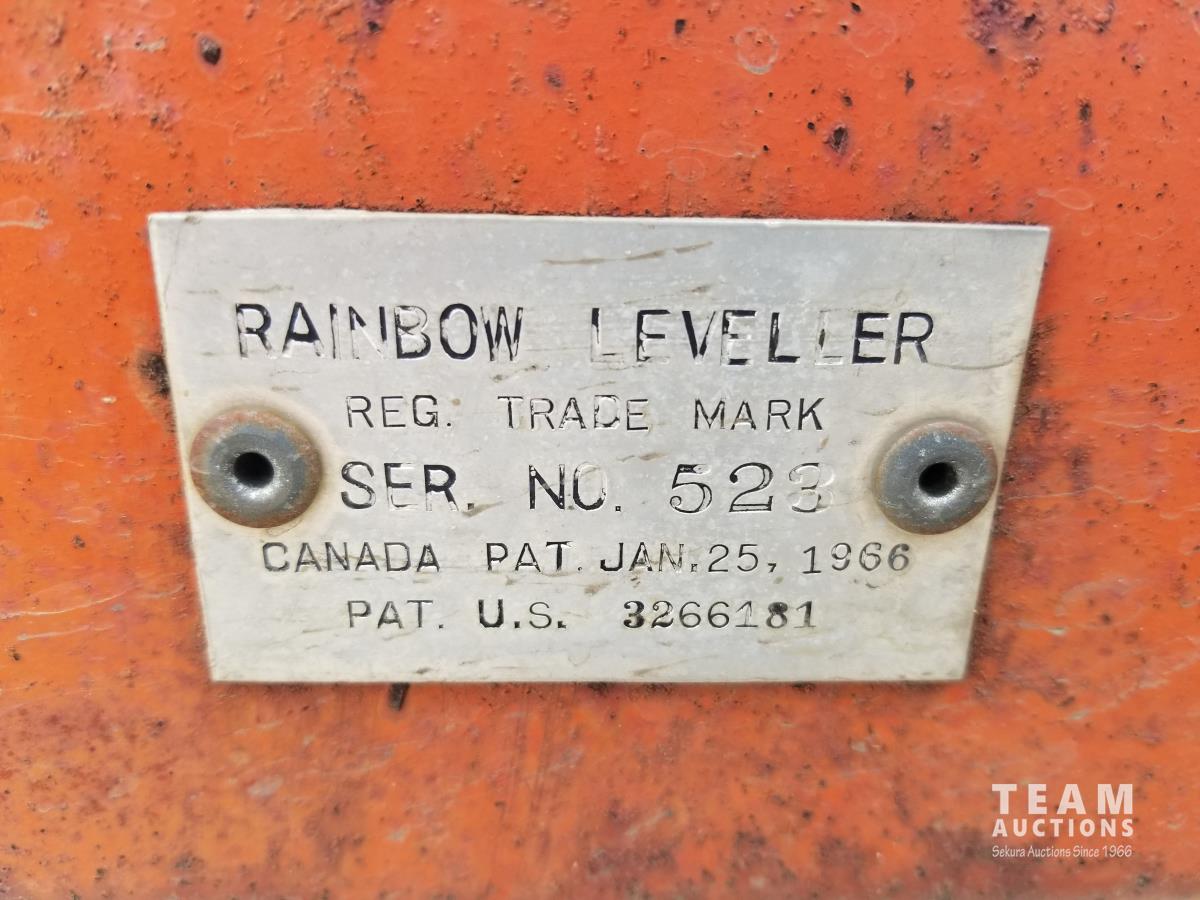 RAINBOW LEVELLER
REG. TRADE MARK
SER. NO. 523
CANADA PAT. JAN. 25, 1966
PAT. U.S. 3266181
TEAM
AUCTIONS
Sekura Auctions Since 1966